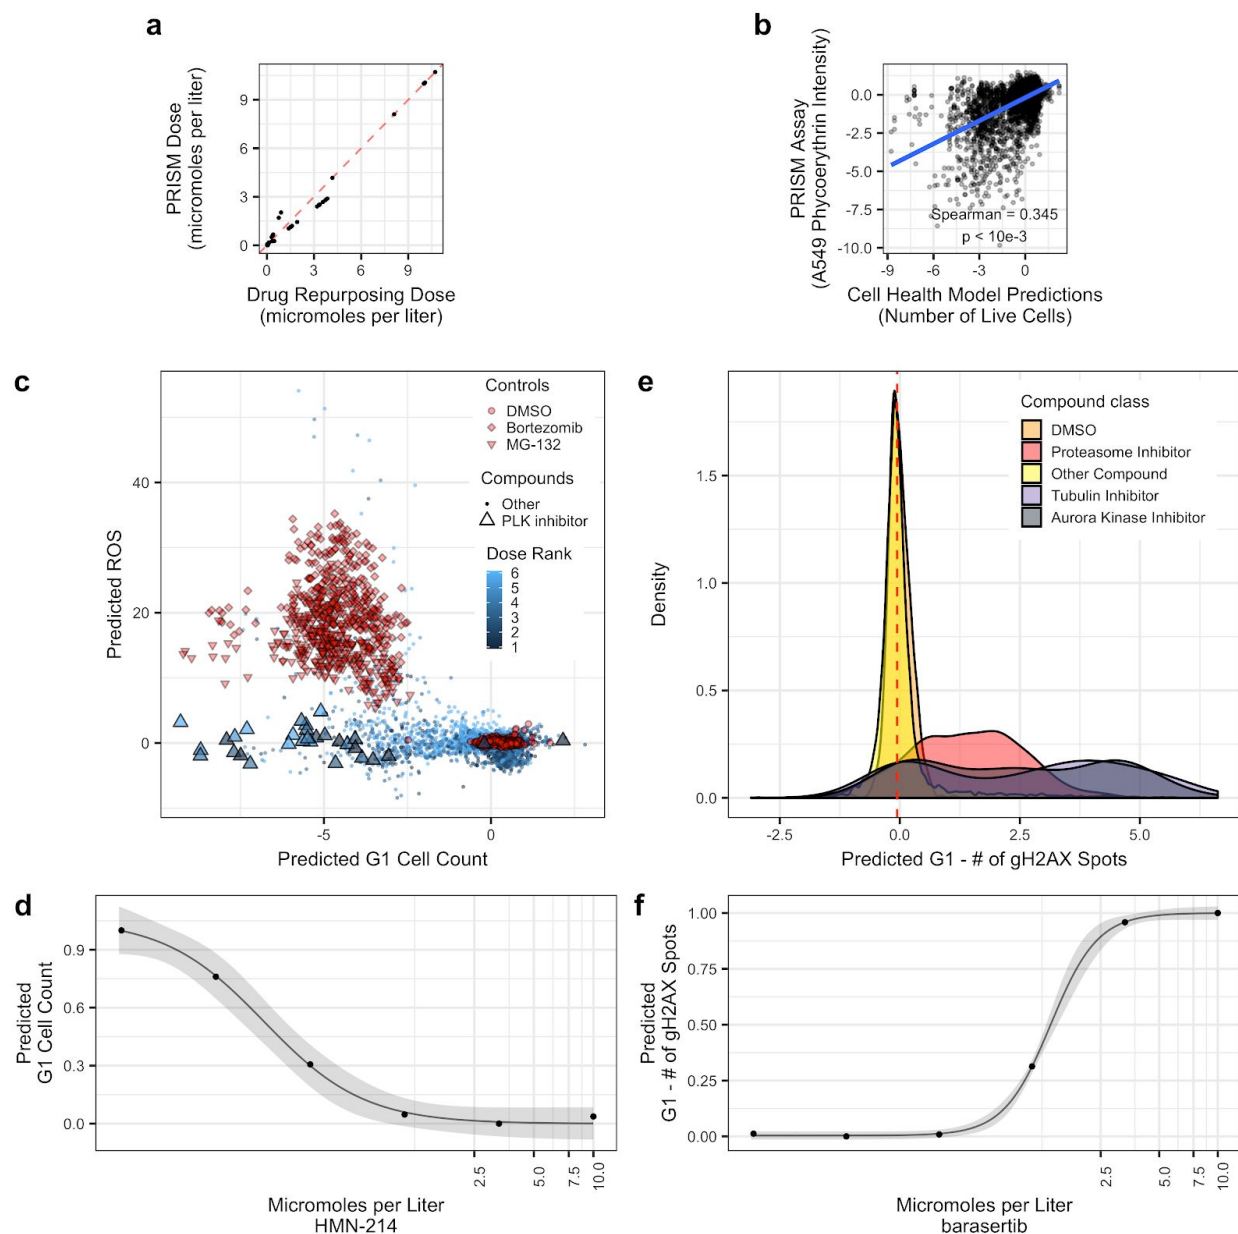 a
PRISM Dose
(micromoles per liter)
9
6
3
0
0
3
6
9
Drug Repurposing Dose
(micromoles per liter)
b
PRISM Assay
(A549 Phycoerythrin Intensity)
0.0
-2.5
-5.0
-7.5
-10.0
Spearman = 0.345
p < 10e-3
-9
-6
-3
0
Cell Health Model Predictions
(Number of Live Cells)
c
Predicted ROS
40
20
0
-5
0
Predicted G1 Cell Count
Controls
DMSO
Bortezomib
MG-132
Compounds
Other
PLK inhibitor
Dose Rank
6
5
4
3
2
1
e
Density
1.5
1.0
0.5
0.0
-2.5
0.0
2.5
5.0
Predicted G1 - # of gH2AX Spots
Compound class
DMSO
Proteasome Inhibitor
Other Compound
Tubulin Inhibitor
Aurora Kinase Inhibitor
d
Predicted
G1 Cell Count
0.9
0.6
0.3
0.0
2.5
5.0
7.5
10.0
Micromoles per Liter
HMN-214
f
Predicted
G1 - # of gH2AX Spots
1.00
0.75
0.50
0.25
0.00
2.5
5.0
7.5
10.0
Micromoles per Liter
barasertib